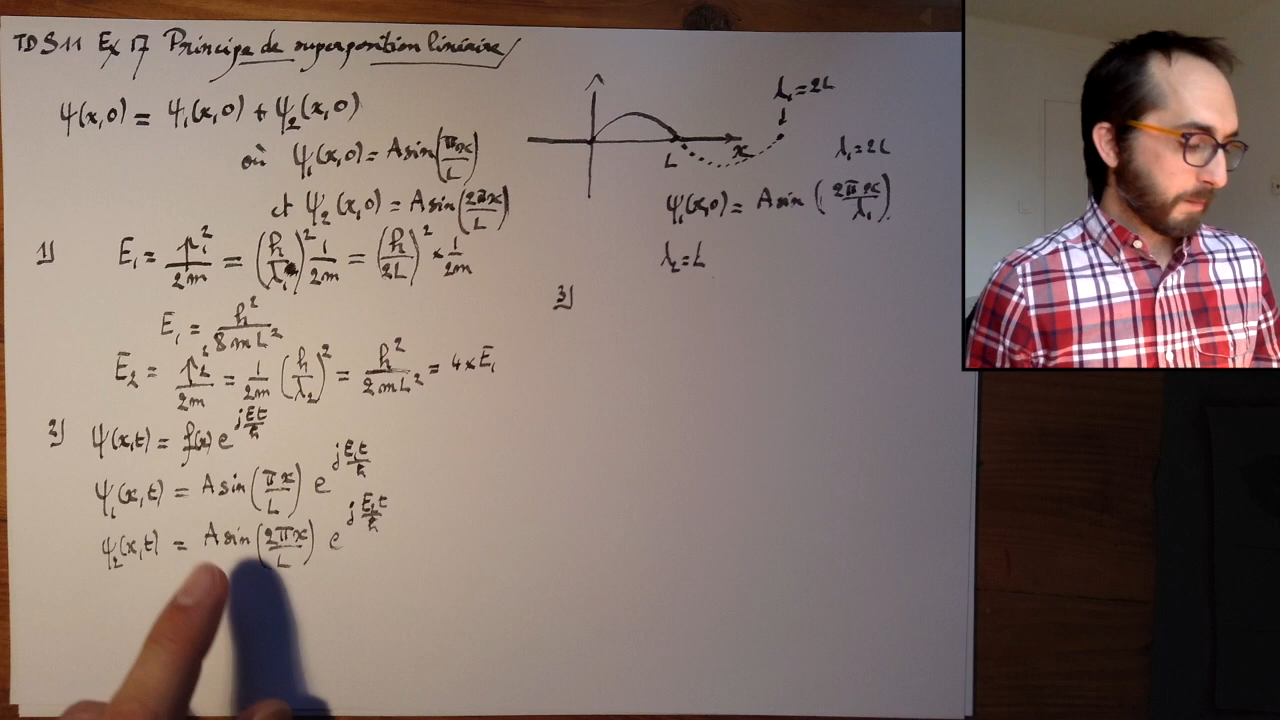 TD S11 Ex 17 Principe de superposition linéaire
ψ(x,0) = ψ₁(x,0) + ψ₂(x,0)
où ψ₁(x,0) = A sin(πx/L)
et ψ₂(x,0) = A sin(2πx/L)
1) E₁ = p₁²/2m = (h/λ₁)² 1/2m = (h/2L)² × 1/2m
E₁ = h²/8mL²
E₂ = p₂²/2m = 1/2m (h/λ₂)² = h²/2mL² = 4×E₁
2) ψ(x,t) = f(x) e^(jEt/ħ)
ψ₁(x,t) = A sin(πx/L) e^(jE₁t/ħ)
ψ₂(x,t) = A sin(2πx/L) e^(jE₂t/ħ)
λ₁=2L
L x
λ₁=2L
ψ₁(x,0) = A sin(2πx/λ₁)
λ₂=L
3)